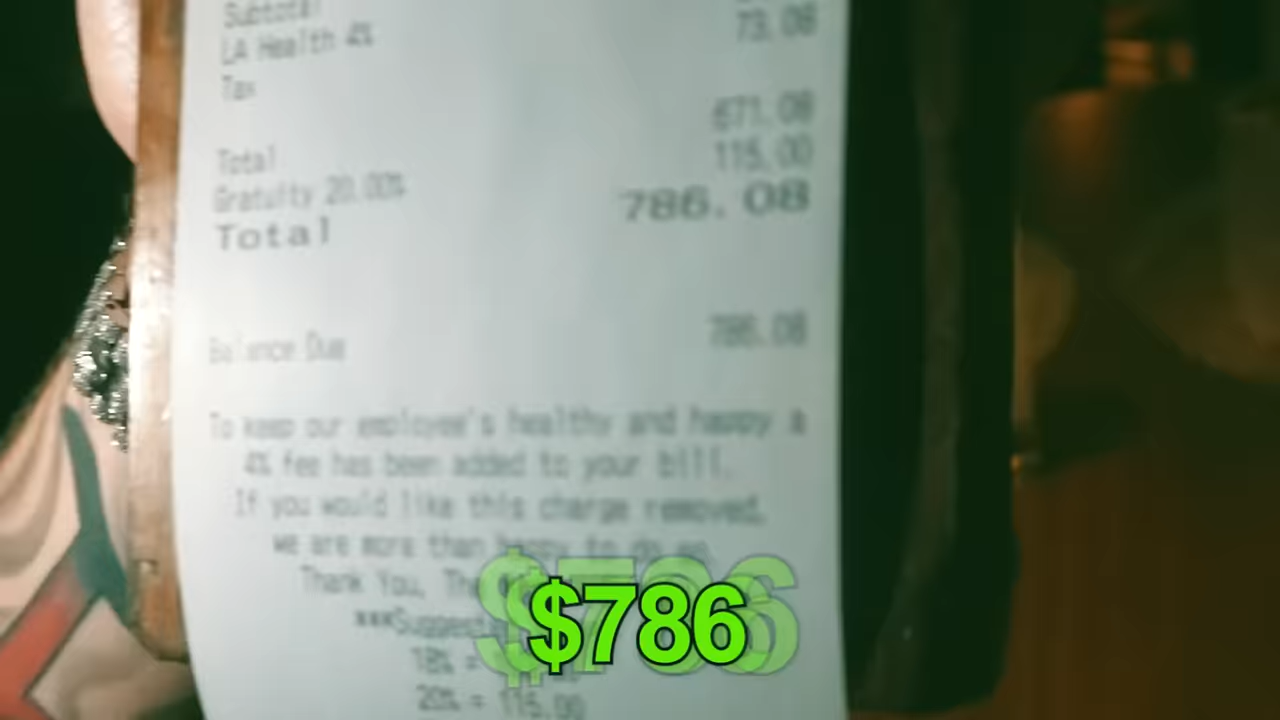 Subtotal
LA Health 4% 73.08
Tax
671.08
Total 115.00
Gratuity 20.00% 786.08
Total
Balance Due 786.08
To keep our employee's healthy and happy a
4% fee has been added to your bill.
If you would like this charge removed,
we are more than happy to do so.
Thank You, The
***Suggest
18% =
20% = 115.00
$786